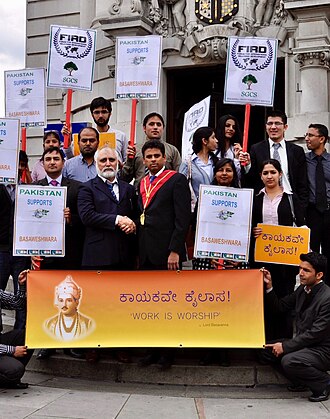 FIRD
SGCS
PAKISTAN
SUPPORTS
BASAWESHWARA
FIRD
SGCS
PAKISTAN
SUPPORTS
BASAWESHWARA
PAKISTAN
SUPPORTS
BASAWESHWARA
PAKISTAN
SUPPORTS
BASAWESHWARA
ಕಾಯಕವೇ ಕೈಲಾಸ!
ಕಾಯಕವೇ ಕೈಲಾಸ!
'WORK IS WORSHIP'
Lord Basavanna